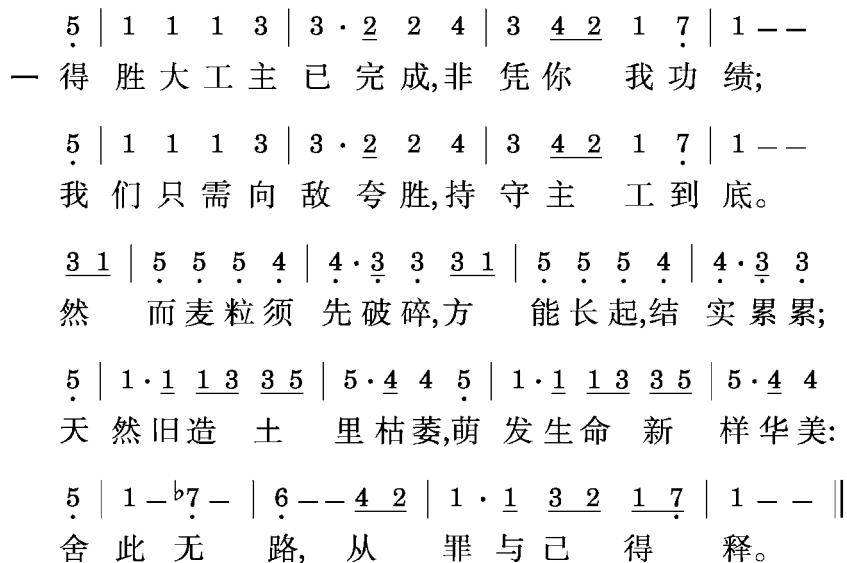 5̣ | 1 1 1 3 | 3 · 2 2 4 | 3 4 2 1 7̣ | 1 – –
一 得 胜 大 工 主 已 完 成,非 凭 你 我 功 绩;
5̣ | 1 1 1 3 | 3 · 2 2 4 | 3 4 2 1 7̣ | 1 – –
我 们 只 需 向 敌 夸 胜,持 守 主 工 到 底。
3 1 | 5̣ 5̣ 5̣ 4̣ | 4̣ · 3̣ 3̣ 3 1 | 5̣ 5̣ 5̣ 4̣ | 4̣ · 3̣ 3̣
然 而 麦 粒 须 先 破 碎,方 能 长 起,结 实 累 累;
5̣ | 1 · 1 1 3 3 5 | 5 · 4 4 5̣ | 1 · 1 1 3 3 5 | 5 · 4 4
天 然 旧 造 土 里 枯 萎,萌 发 生 命 新 样 华 美:
5̣ | 1 – ♭7̣ – | 6̣ – – 4 2 | 1 · 1 3 2 1 7̣ | 1 – – ‖
舍 此 无 路, 从 罪 与 己 得 释。